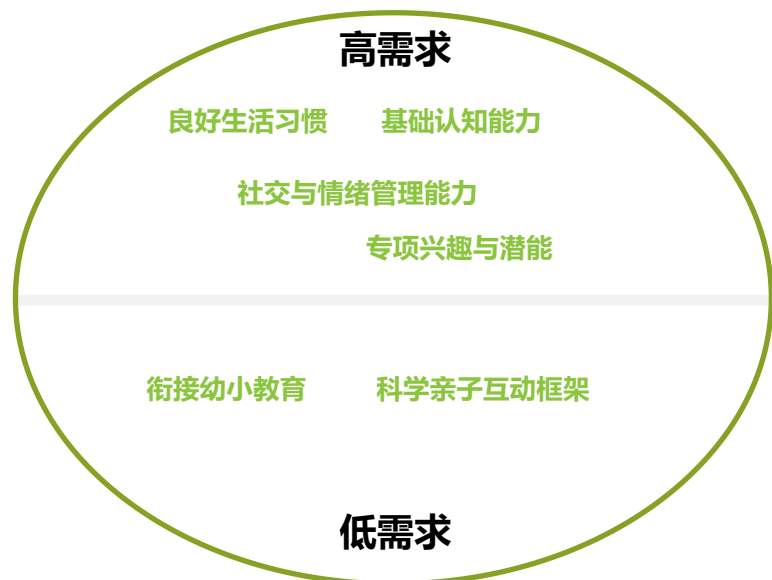 高需求
良好生活习惯 基础认知能力
社交与情绪管理能力
专项兴趣与潜能
衔接幼小教育 科学亲子互动框架
低需求